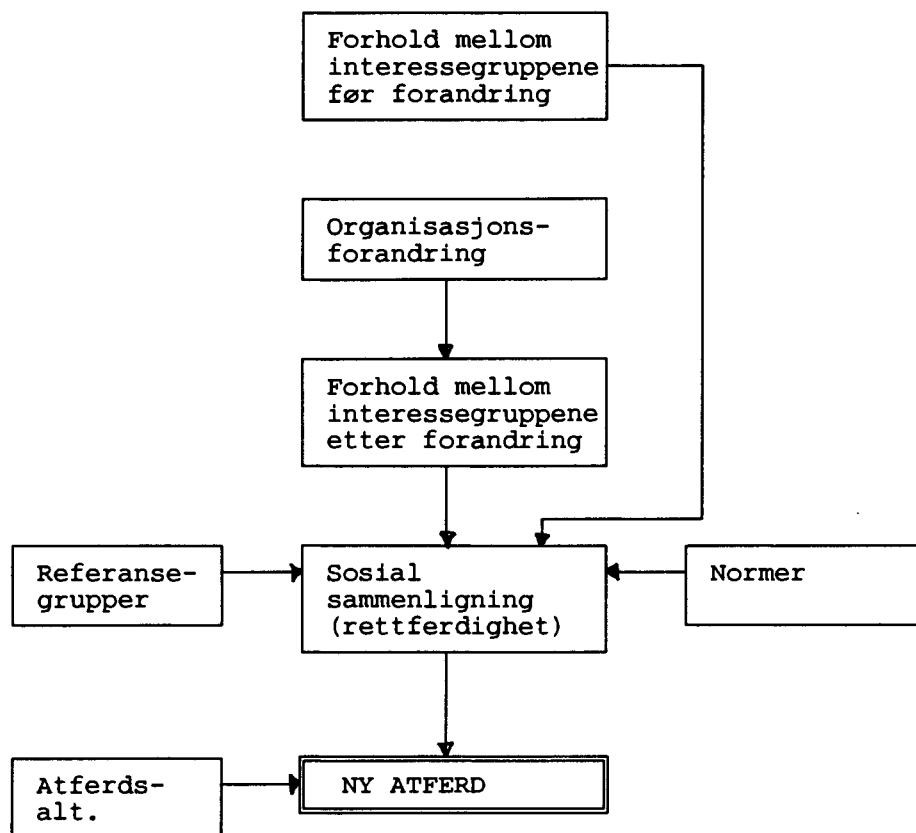 Forhold mellom
interessegruppene
før forandring
Organisasjons-
forandring
Forhold mellom
interessegruppene
etter forandring
Referanse-
grupper
Sosial
sammenligning
(rettferdighet)
Normer
Atferds-
alt.
NY ATFERD